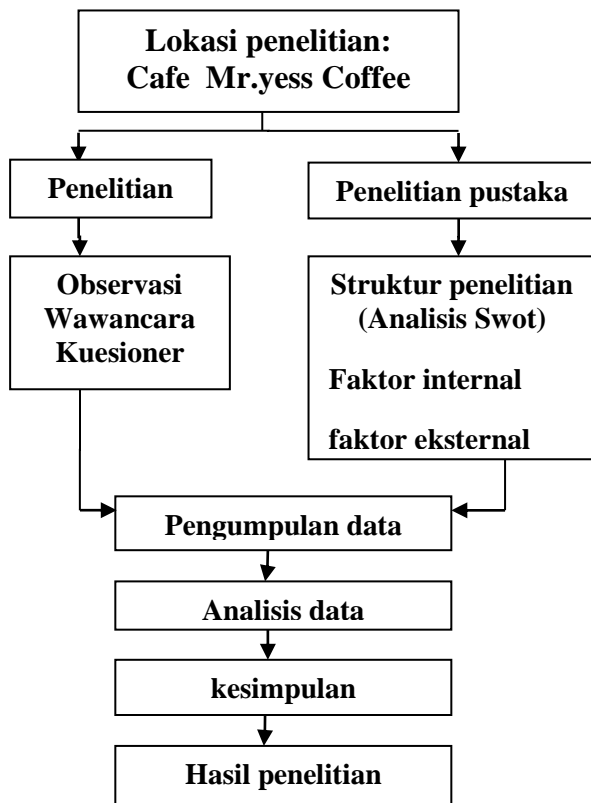 Lokasi penelitian:
Cafe Mr.yess Coffee
Penelitian
Penelitian pustaka
Observasi
Wawancara
Kuesioner
Struktur penelitian
(Analisis Swot)
Faktor internal
faktor eksternal
Pengumpulan data
Analisis data
kesimpulan
Hasil penelitian